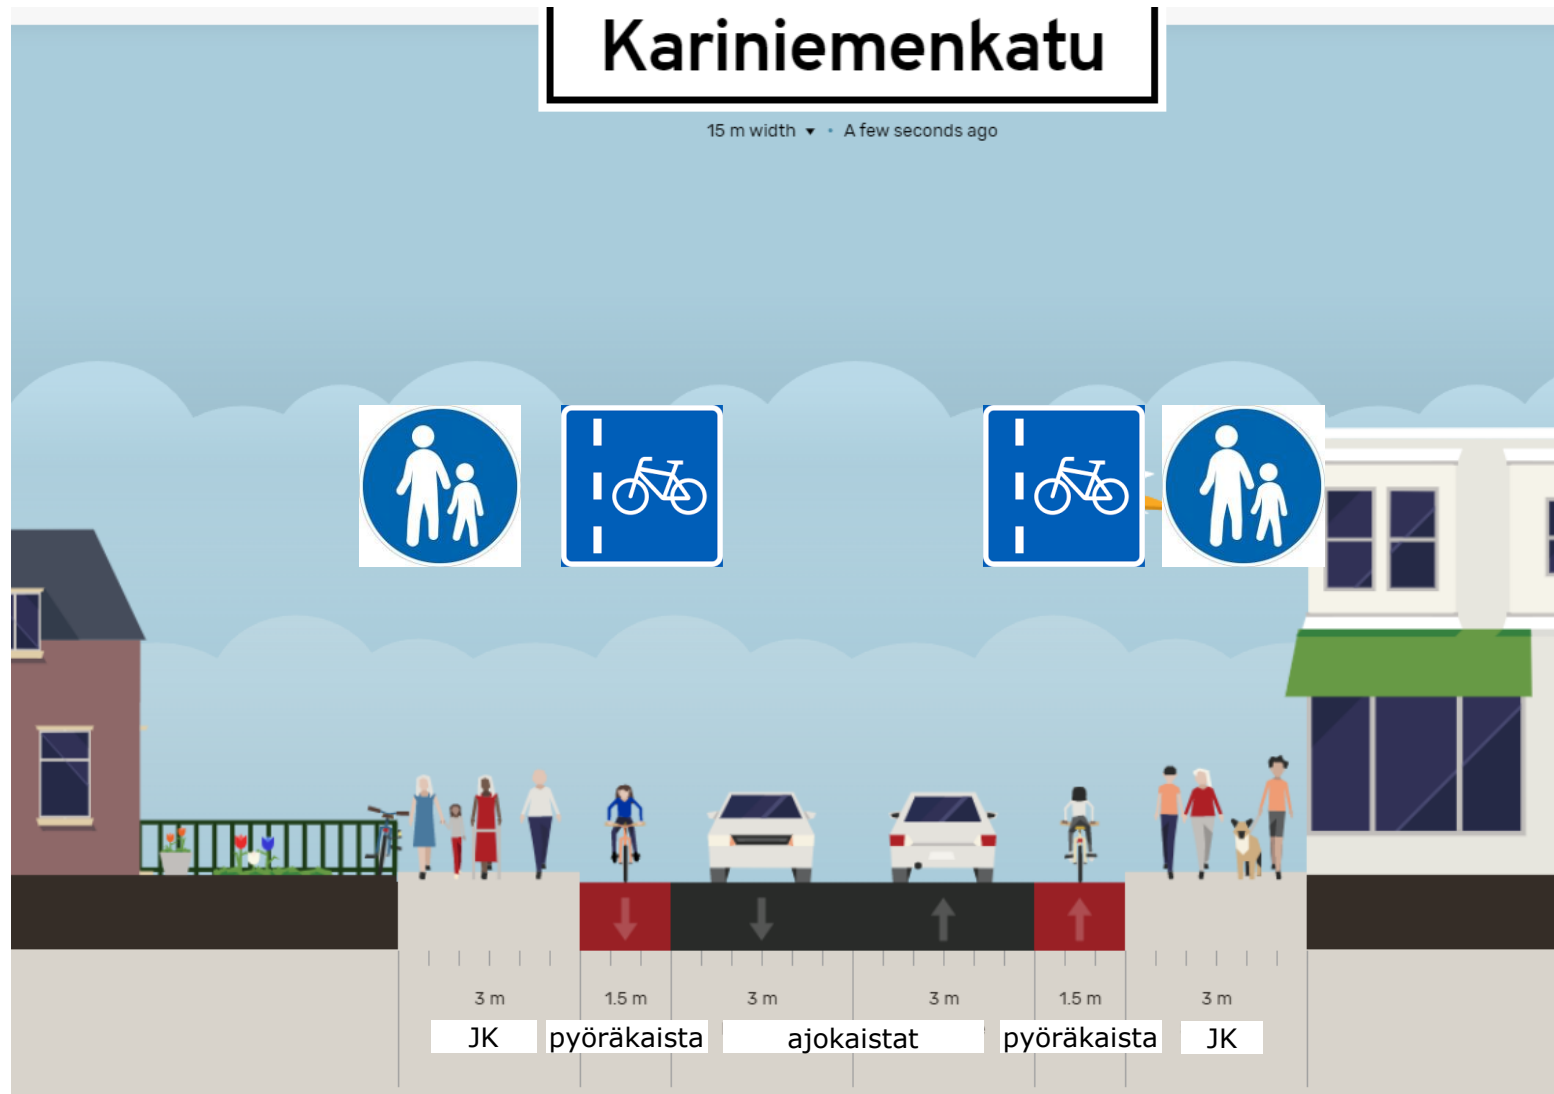 Kariniemenkatu
15 m width ▾ • A few seconds ago
3 m 1.5 m 3 m 3 m 1.5 m 3 m
JK pyöräkaista ajokaistat pyöräkaista JK